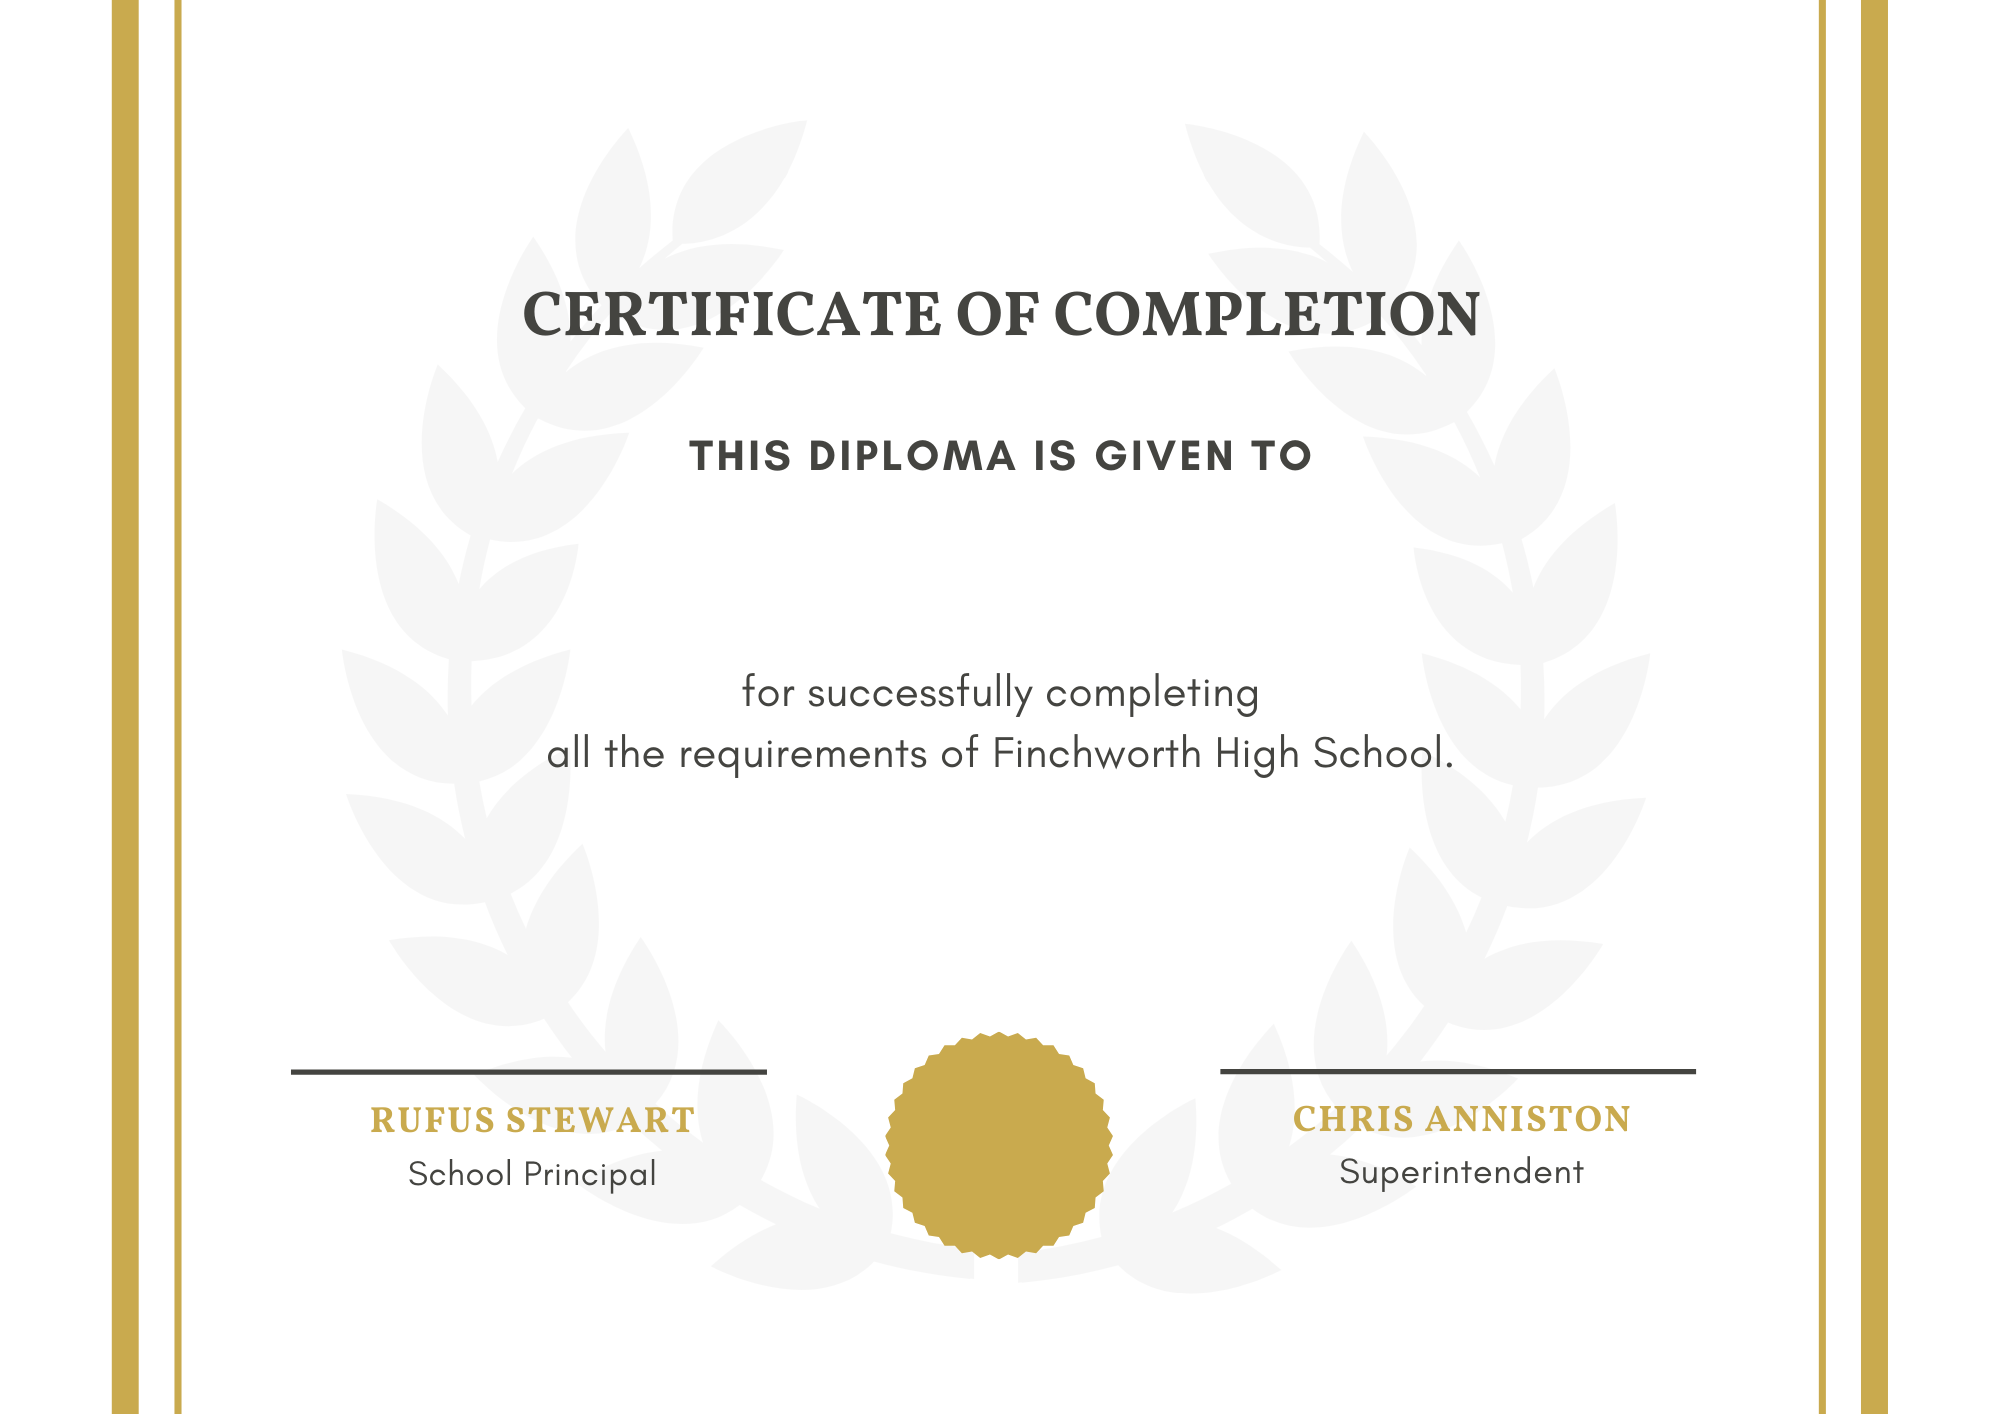 CERTIFICATE OF COMPLETION
THIS DIPLOMA IS GIVEN TO
for successfully completing
all the requirements of Finchworth High School.
RUFUS STEWART
School Principal
CHRIS ANNISTON
Superintendent